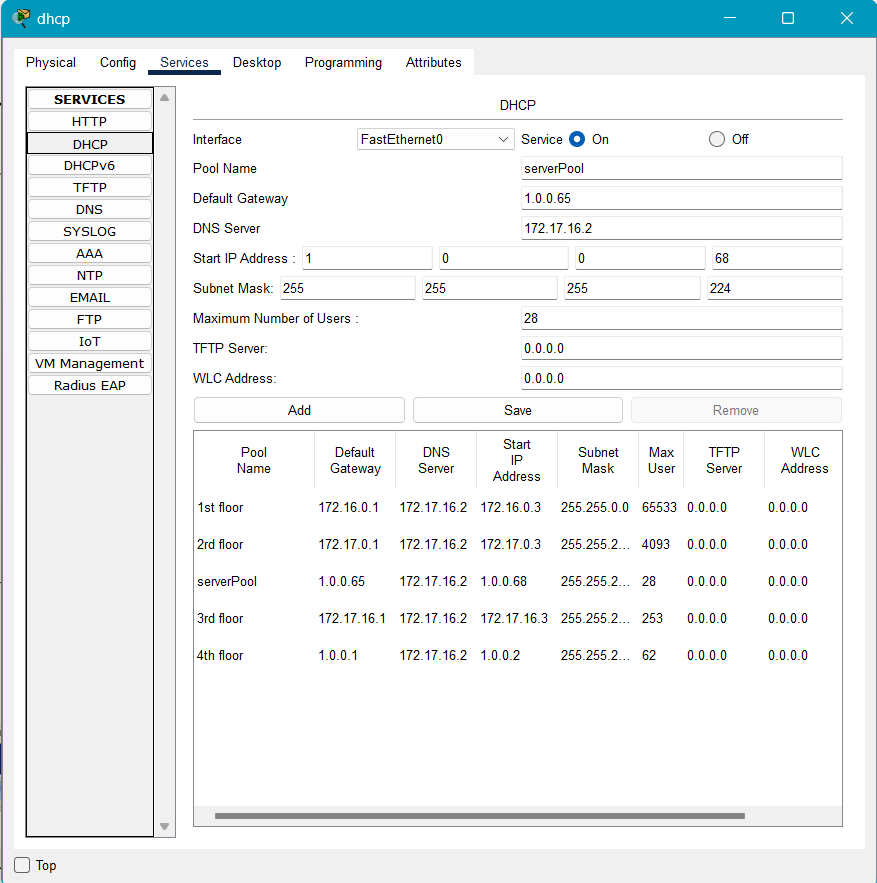 dhcp
Physical Config Services Desktop Programming Attributes
SERVICES
HTTP
DHCP
DHCPv6
TFTP
DNS
SYSLOG
AAA
NTP
EMAIL
FTP
IoT
VM Management
Radius EAP
DHCP
Interface FastEthernet0 Service On Off
Pool Name serverPool
Default Gateway 1.0.0.65
DNS Server 172.17.16.2
Start IP Address : 1 0 0 68
Subnet Mask: 255 255 255 224
Maximum Number of Users : 28
TFTP Server: 0.0.0.0
WLC Address: 0.0.0.0
Add Save Remove
Pool Name Default Gateway DNS Server Start IP Address Subnet Mask Max User TFTP Server WLC Address
1st floor 172.16.0.1 172.17.16.2 172.16.0.3 255.255.0.0 65533 0.0.0.0 0.0.0.0
2rd floor 172.17.0.1 172.17.16.2 172.17.0.3 255.255.2... 4093 0.0.0.0 0.0.0.0
serverPool 1.0.0.65 172.17.16.2 1.0.0.68 255.255.2... 28 0.0.0.0 0.0.0.0
3rd floor 172.17.16.1 172.17.16.2 172.17.16.3 255.255.2... 253 0.0.0.0 0.0.0.0
4th floor 1.0.0.1 172.17.16.2 1.0.0.2 255.255.2... 62 0.0.0.0 0.0.0.0
Top